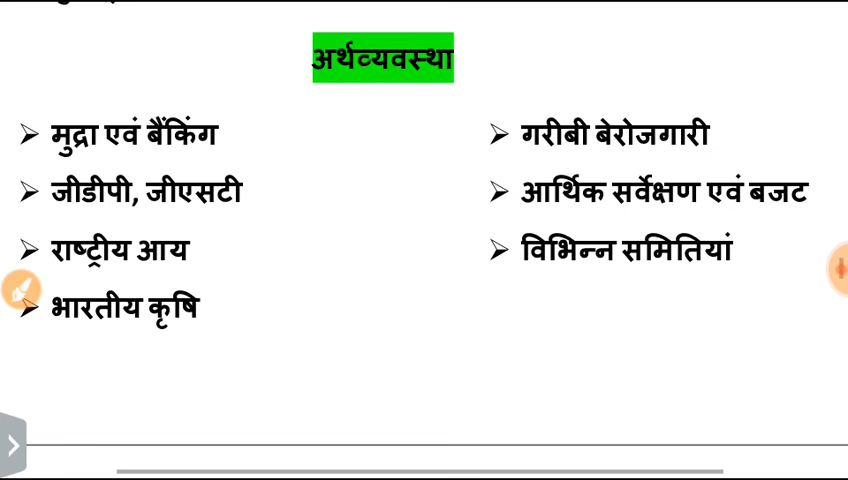 अर्थव्यवस्था
➢ मुद्रा एवं बैंकिंग
➢ जीडीपी, जीएसटी
➢ राष्ट्रीय आय
➢ भारतीय कृषि
➢ गरीबी बेरोजगारी
➢ आर्थिक सर्वेक्षण एवं बजट
➢ विभिन्न समितियां